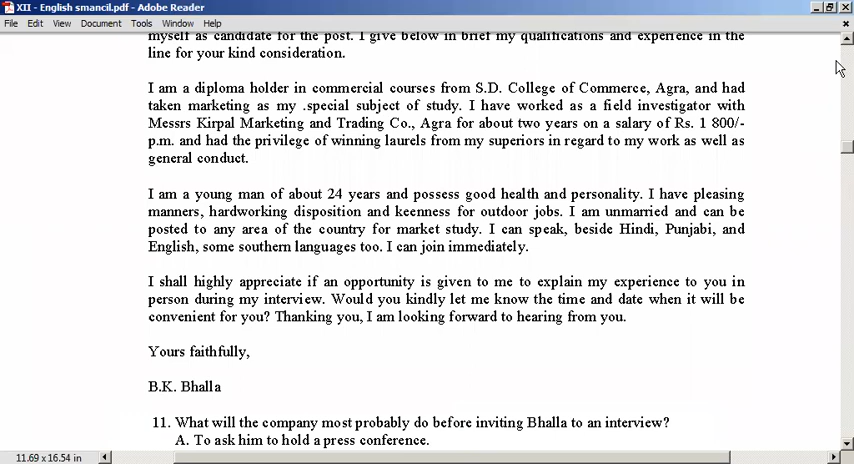 XII - English smancil.pdf - Adobe Reader
File Edit View Document Tools Window Help
myself as candidate for the post. I give below in brief my qualifications and experience in the
line for your kind consideration.
I am a diploma holder in commercial courses from S.D. College of Commerce, Agra, and had
taken marketing as my .special subject of study. I have worked as a field investigator with
Messrs Kirpal Marketing and Trading Co., Agra for about two years on a salary of Rs. 1 800/-
p.m. and had the privilege of winning laurels from my superiors in regard to my work as well as
general conduct.
I am a young man of about 24 years and possess good health and personality. I have pleasing
manners, hardworking disposition and keenness for outdoor jobs. I am unmarried and can be
posted to any area of the country for market study. I can speak, beside Hindi, Punjabi, and
English, some southern languages too. I can join immediately.
I shall highly appreciate if an opportunity is given to me to explain my experience to you in
person during my interview. Would you kindly let me know the time and date when it will be
convenient for you? Thanking you, I am looking forward to hearing from you.
Yours faithfully,
B.K. Bhalla
11. What will the company most probably do before inviting Bhalla to an interview?
A. To ask him to hold a press conference.
11.69 x 16.54 in